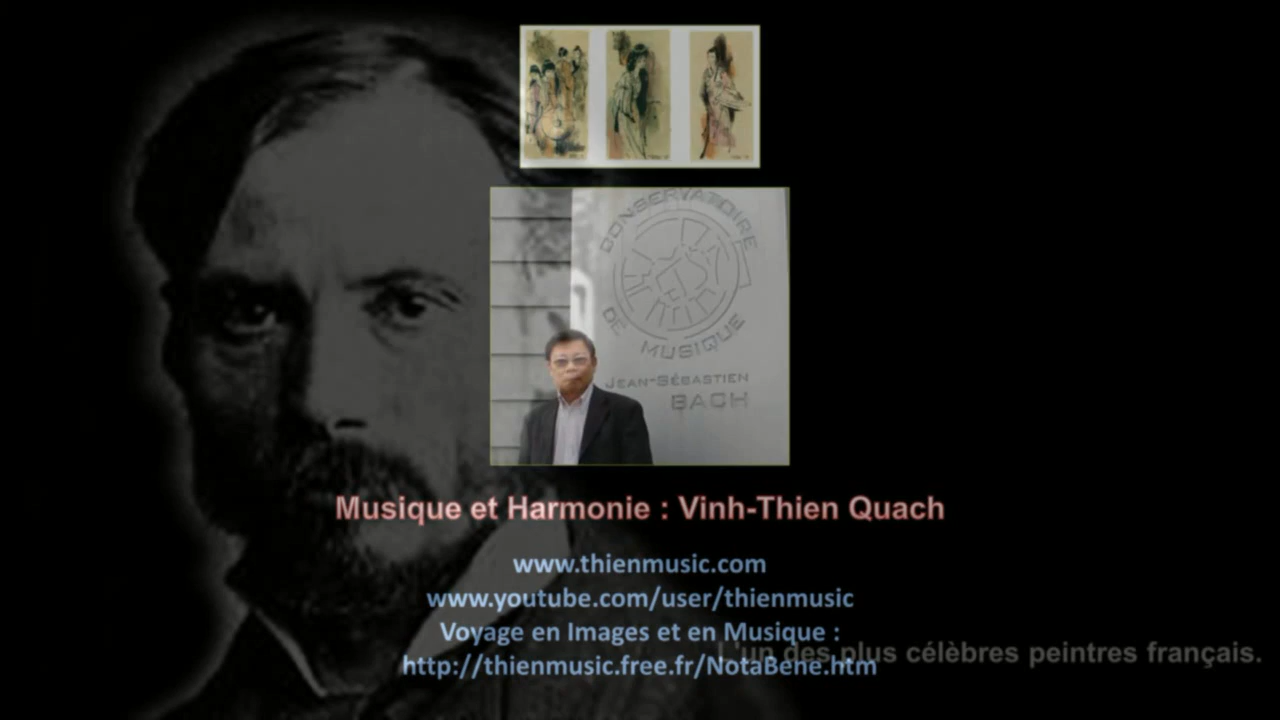 CONSERVATOIRE
DE MUSIQUE
JEAN-SÉBASTIEN
BACH
Musique et Harmonie : Vinh-Thien Quach
www.thienmusic.com
www.youtube.com/user/thienmusic
Voyage en Images et en Musique :
L'un des plus célèbres peintres français.
http://thienmusic.free.fr/NotaBene.htm